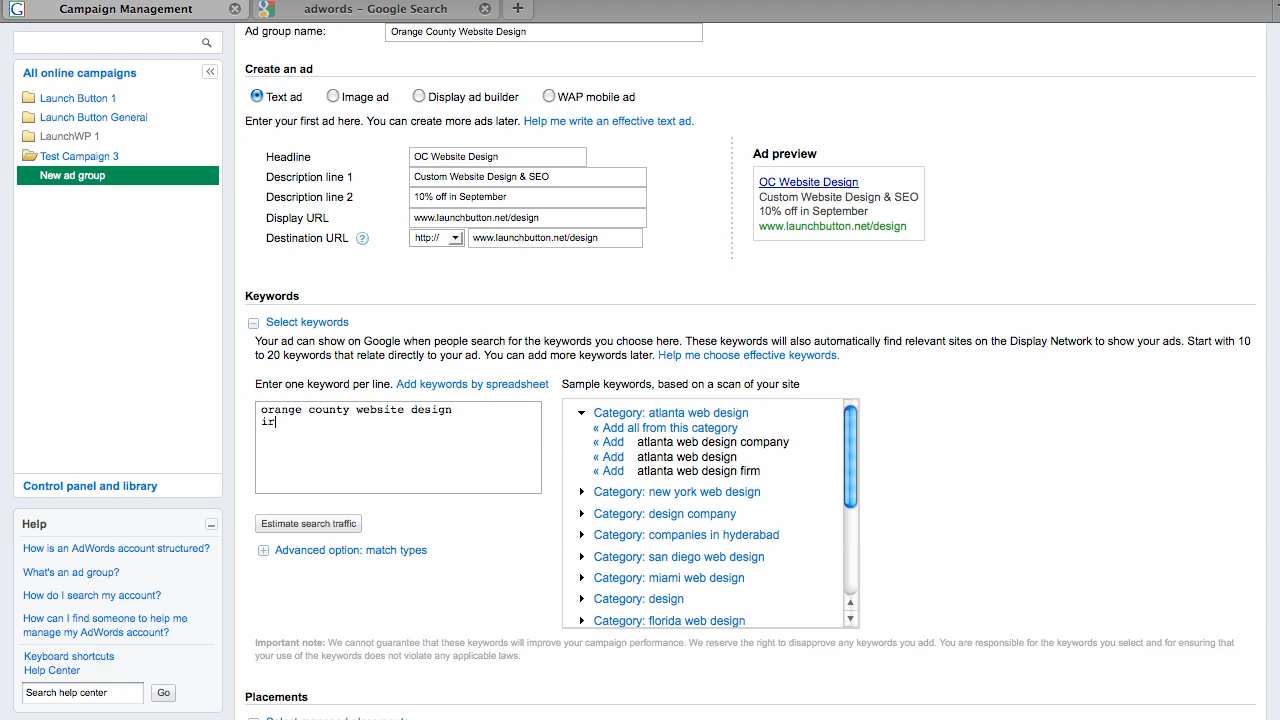 Campaign Management
adwords – Google Search
All online campaigns
Launch Button 1
Launch Button General
LaunchWP 1
Test Campaign 3
New ad group
Control panel and library
Help
How is an AdWords account structured?
What's an ad group?
How do I search my account?
How can I find someone to help me
manage my AdWords account?
Keyboard shortcuts
Help Center
Search help center Go
Ad group name: Orange County Website Design
Create an ad
Text ad Image ad Display ad builder WAP mobile ad
Enter your first ad here. You can create more ads later. Help me write an effective text ad.
Headline OC Website Design
Description line 1 Custom Website Design & SEO
Description line 2 10% off in September
Display URL www.launchbutton.net/design
Destination URL ? http:// www.launchbutton.net/design
Ad preview
OC Website Design
Custom Website Design & SEO
10% off in September
www.launchbutton.net/design
Keywords
Select keywords
Your ad can show on Google when people search for the keywords you choose here. These keywords will also automatically find relevant sites on the Display Network to show your ads. Start with 10
to 20 keywords that relate directly to your ad. You can add more keywords later. Help me choose effective keywords.
Enter one keyword per line. Add keywords by spreadsheet
orange county website design
ir
Estimate search traffic
Advanced option: match types
Sample keywords, based on a scan of your site
Category: atlanta web design
« Add all from this category
« Add atlanta web design company
« Add atlanta web design
« Add atlanta web design firm
Category: new york web design
Category: design company
Category: companies in hyderabad
Category: san diego web design
Category: miami web design
Category: design
Category: florida web design
Important note: We cannot guarantee that these keywords will improve your campaign performance. We reserve the right to disapprove any keywords you add. You are responsible for the keywords you select and for ensuring that
your use of the keywords does not violate any applicable laws.
Placements